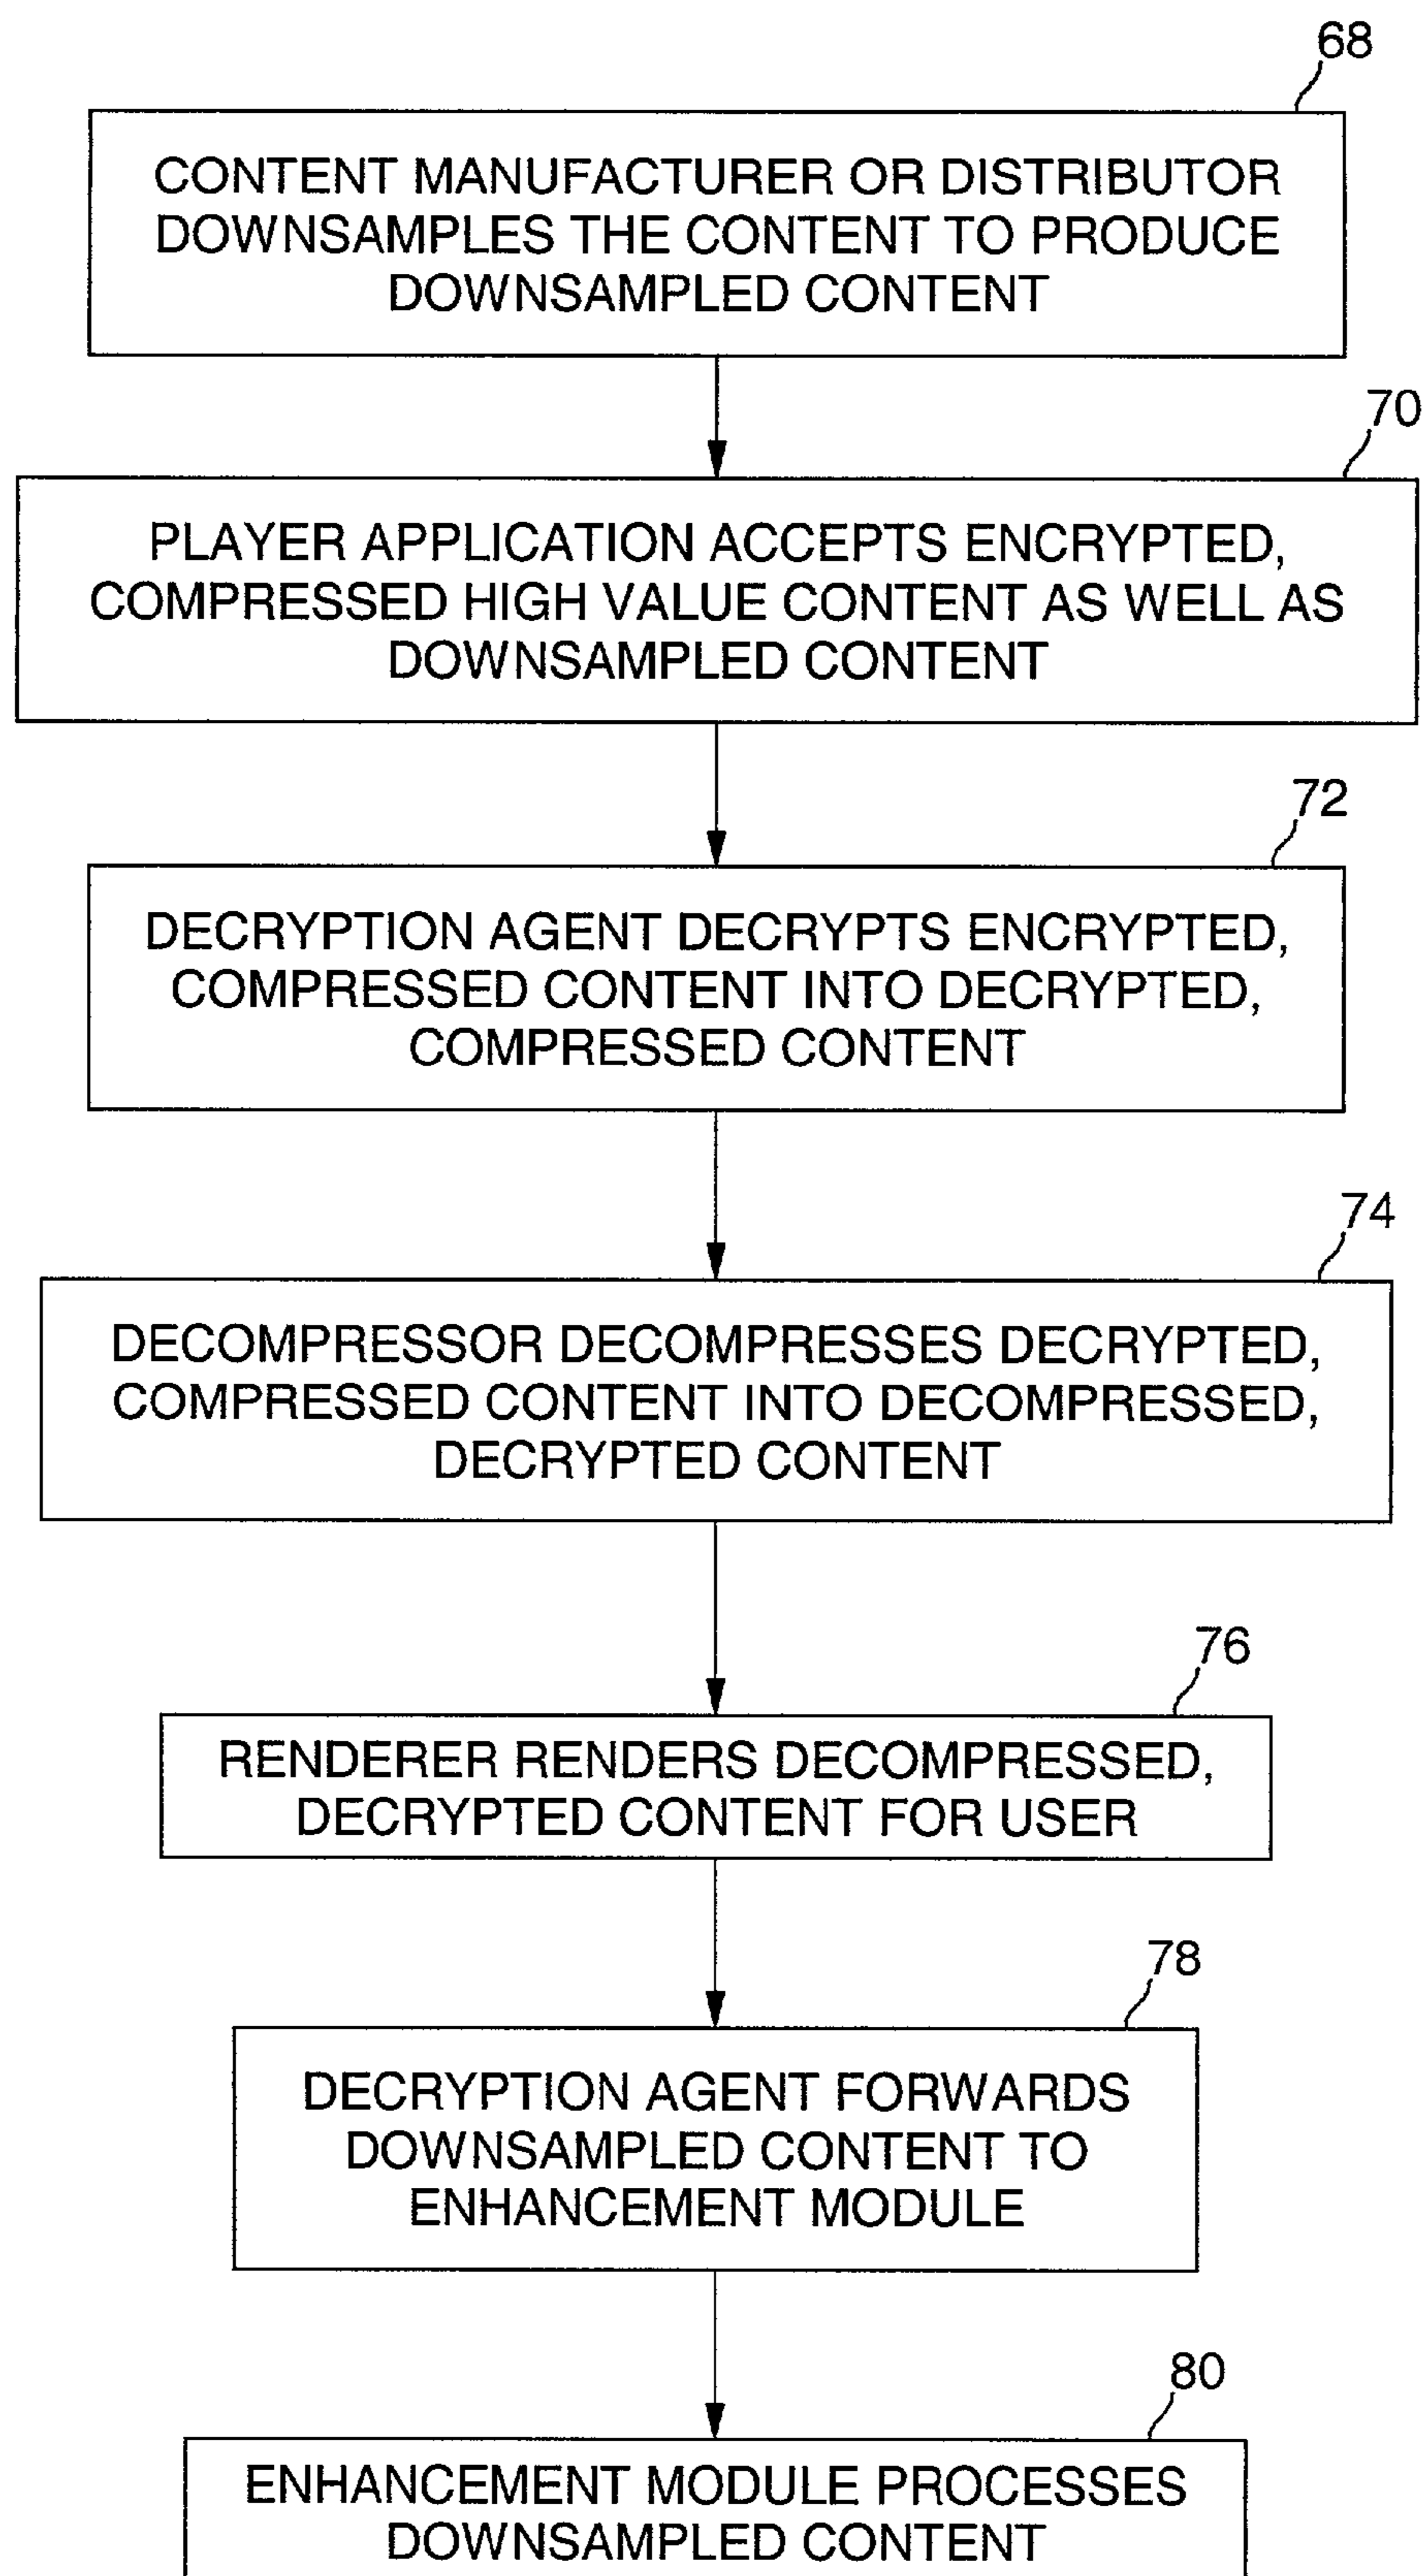 68
CONTENT MANUFACTURER OR DISTRIBUTOR
DOWNSAMPLES THE CONTENT TO PRODUCE
DOWNSAMPLED CONTENT
70
PLAYER APPLICATION ACCEPTS ENCRYPTED,
COMPRESSED HIGH VALUE CONTENT AS WELL AS
DOWNSAMPLED CONTENT
72
DECRYPTION AGENT DECRYPTS ENCRYPTED,
COMPRESSED CONTENT INTO DECRYPTED,
COMPRESSED CONTENT
74
DECOMPRESSOR DECOMPRESSES DECRYPTED,
COMPRESSED CONTENT INTO DECOMPRESSED,
DECRYPTED CONTENT
76
RENDERER RENDERS DECOMPRESSED,
DECRYPTED CONTENT FOR USER
78
DECRYPTION AGENT FORWARDS
DOWNSAMPLED CONTENT TO
ENHANCEMENT MODULE
80
ENHANCEMENT MODULE PROCESSES
DOWNSAMPLED CONTENT